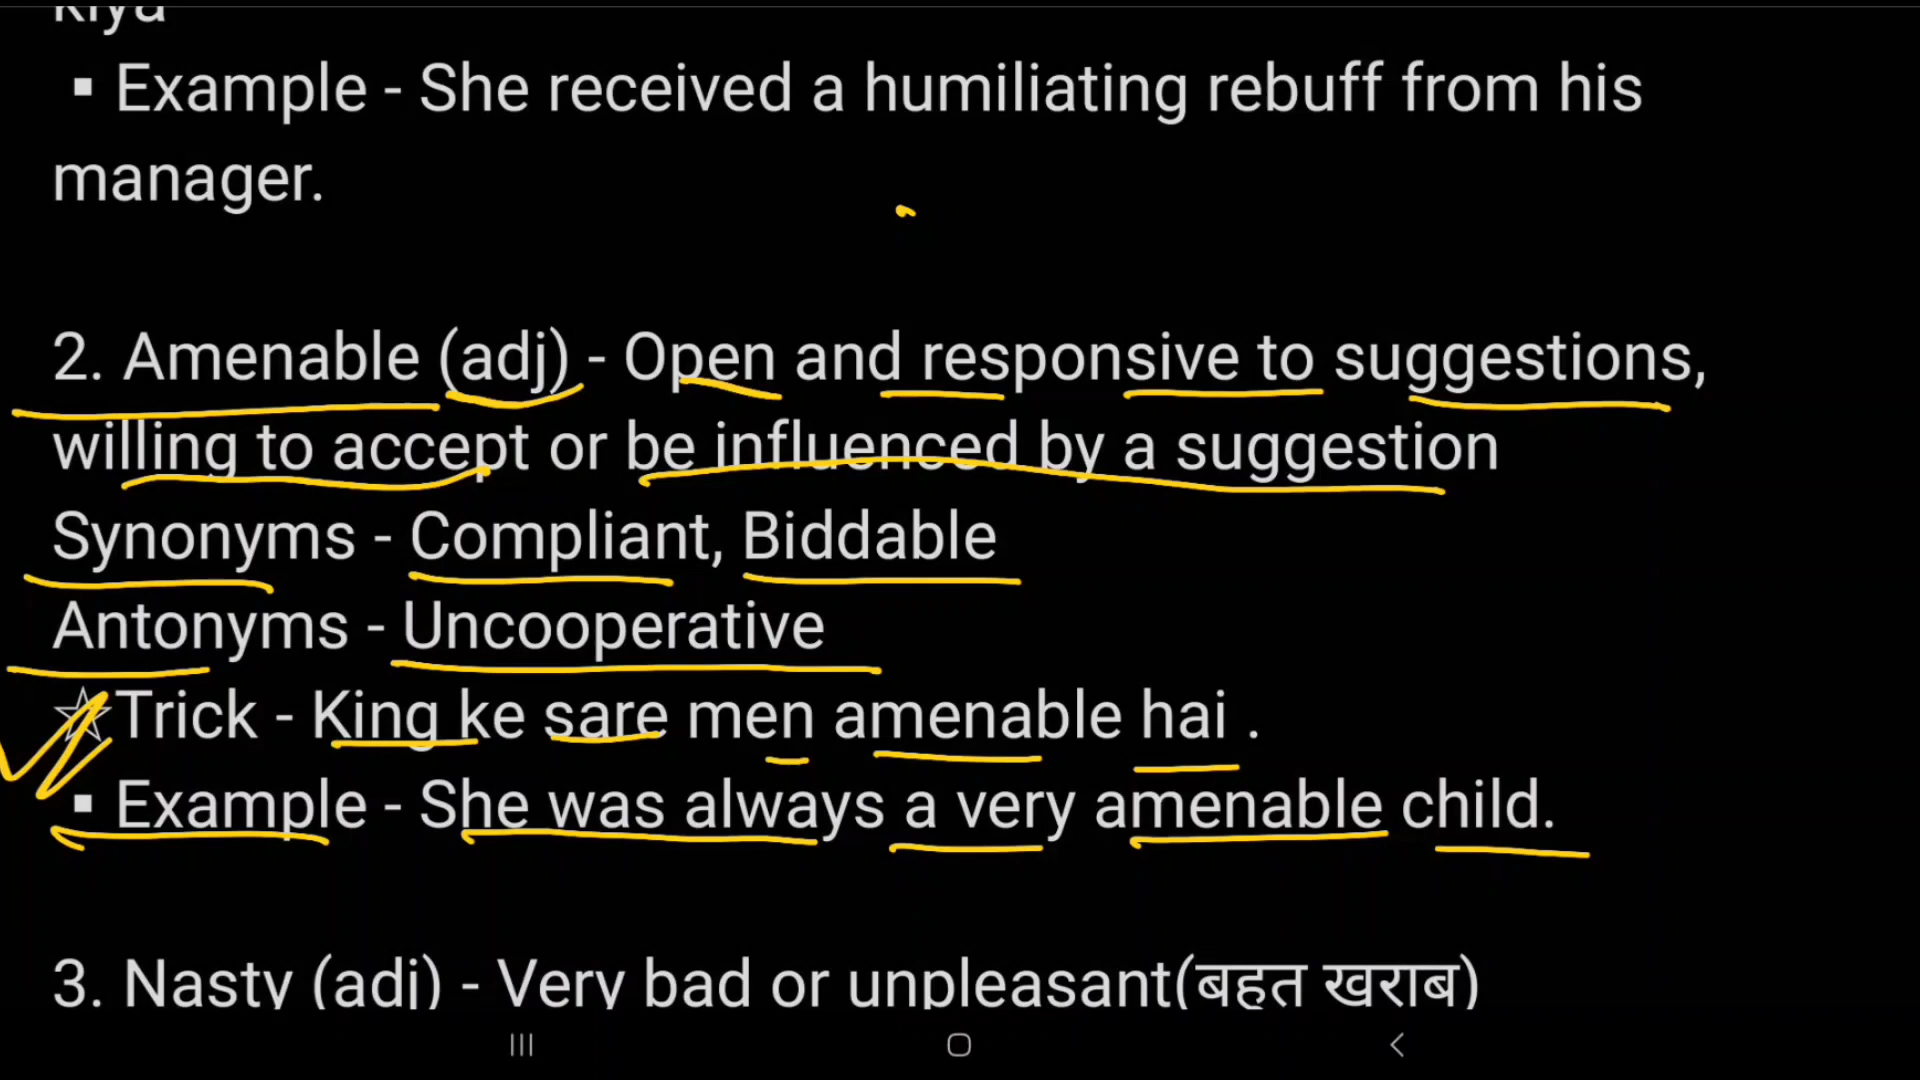 kiya
▪ Example - She received a humiliating rebuff from his
manager.
2. Amenable (adj) - Open and responsive to suggestions,
willing to accept or be influenced by a suggestion
Synonyms - Compliant, Biddable
Antonyms - Uncooperative
☆Trick - King ke sare men amenable hai .
▪ Example - She was always a very amenable child.
3. Nasty (adj) - Very bad or unpleasant(बहुत खराब)